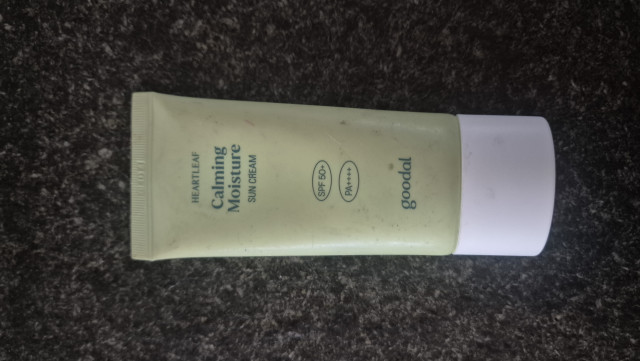 HEARTLEAF
Calming
Moisture
SUN CREAM
SPF 50+
PA++++
goodal